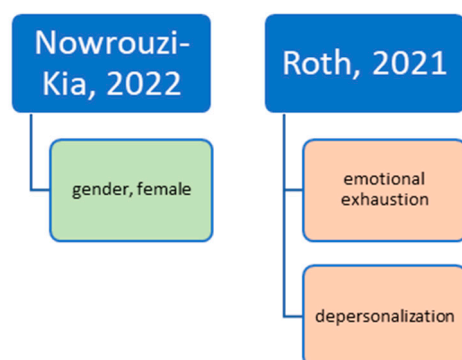 Nowrouzi-
Kia, 2022
gender, female
Roth, 2021
emotional
exhaustion
depersonalization